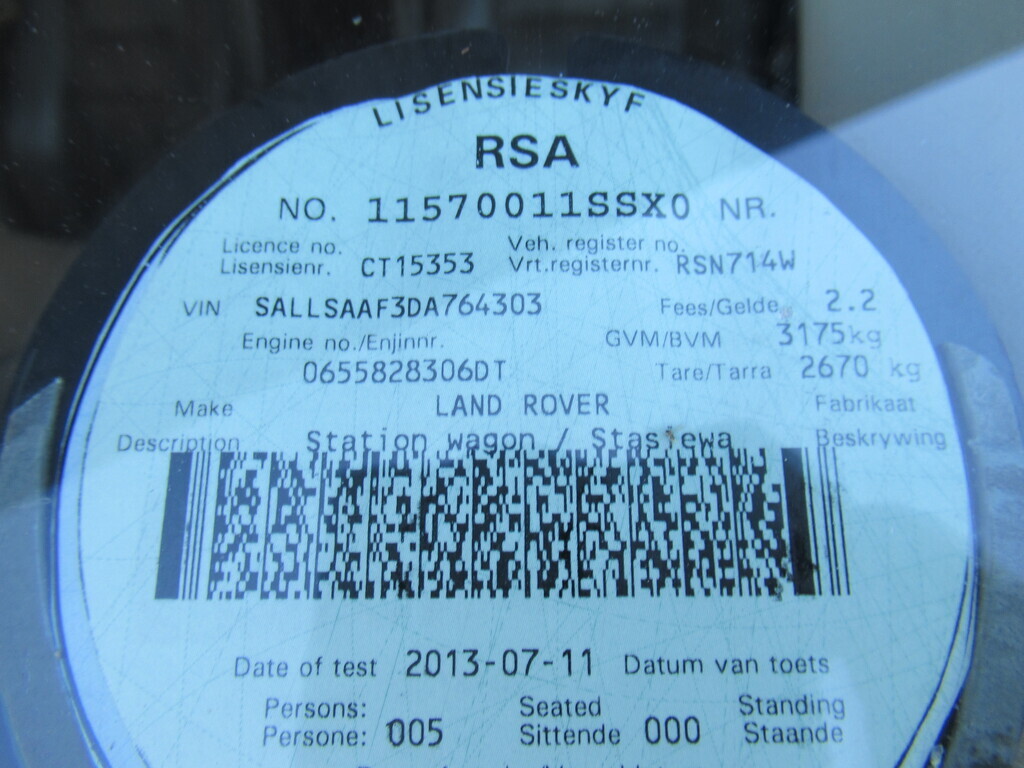 LISENSIESKYF
RSA
NO. 11570011SSX0 NR.
Licence no. Veh. register no.
Lisensienr. CT15353 Vrt.registernr. RSN714W
VIN SALLSAAF3DA764303 Fees/Gelde 2.2
Engine no./Enjinnr. GVM/BVM 3175kg
0655828306DT Tare/Tarra 2670 kg
Make LAND ROVER Fabrikaat
Description Station wagon / Stasiewa Beskrywing
Date of test 2013-07-11 Datum van toets
Persons: Seated Standing
Persone: 005 Sittende 000 Staande